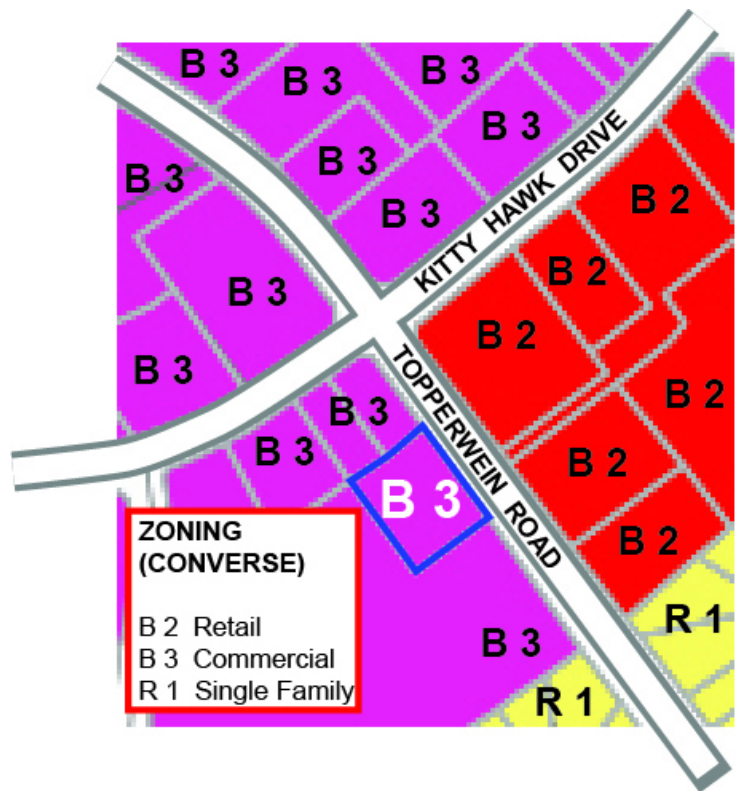 B 3
B 3
B 3
B 3
B 3
B 3
B 3
KITTY HAWK DRIVE
B 2
B 2
B 3
B 2
B 3
TOPPERWEIN ROAD
B 3
B 2
B 3
B 2
B 3
B 2
ZONING
(CONVERSE)
B 2 Retail
B 3 Commercial
R 1 Single Family
R 1
B 3
R 1